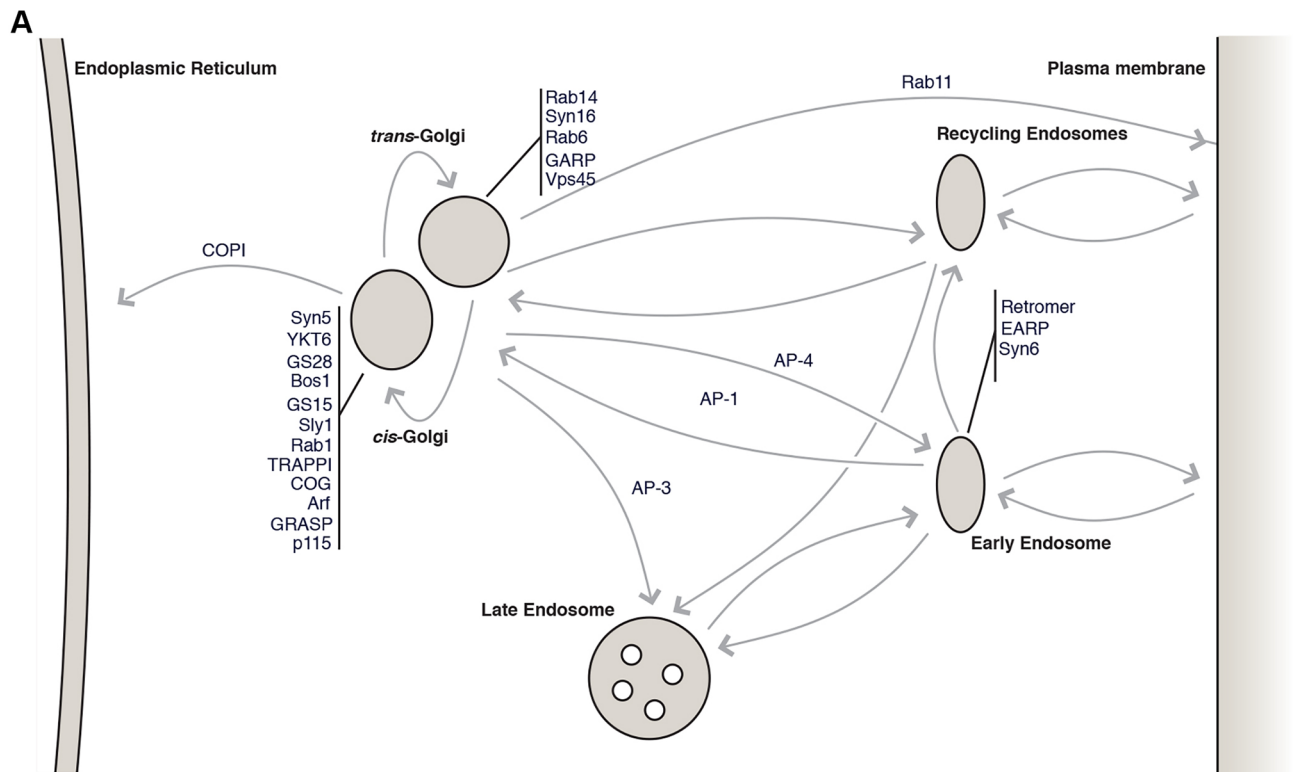 A
Endoplasmic Reticulum
Plasma membrane
Rab11
Rab14
Syn16
Rab6
GARP
Vps45
trans-Golgi
Recycling Endosomes
COPI
Syn5
YKT6
GS28
Bos1
GS15
Sly1
Rab1
TRAPPI
COG
Arf
GRASP
p115
cis-Golgi
Retromer
EARP
Syn6
AP-4
AP-1
AP-3
Early Endosome
Late Endosome